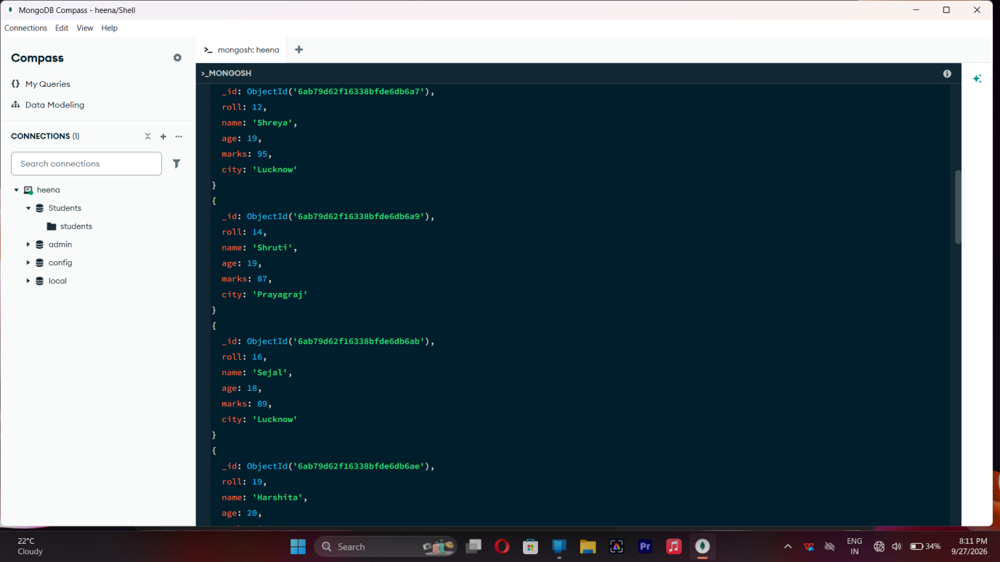 MongoDB Compass - heena/Shell
Connections Edit View Help
Compass
My Queries
Data Modeling
CONNECTIONS (1)
Search connections
heena
Students
students
admin
config
local
mongosh: heena
>_MONGOSH
_id: ObjectId('6ab79d62f16338bfde6db6a7'),
roll: 12,
name: 'Shreya',
age: 19,
marks: 95,
city: 'Lucknow'
}
{
_id: ObjectId('6ab79d62f16338bfde6db6a9'),
roll: 14,
name: 'Shruti',
age: 19,
marks: 87,
city: 'Prayagraj'
}
{
_id: ObjectId('6ab79d62f16338bfde6db6ab'),
roll: 16,
name: 'Sejal',
age: 18,
marks: 89,
city: 'Lucknow'
}
{
_id: ObjectId('6ab79d62f16338bfde6db6ae'),
roll: 19,
name: 'Harshita',
age: 20,
22°C
Cloudy
Search
Pr
ENG
IN
34%
8:11 PM
9/27/2026